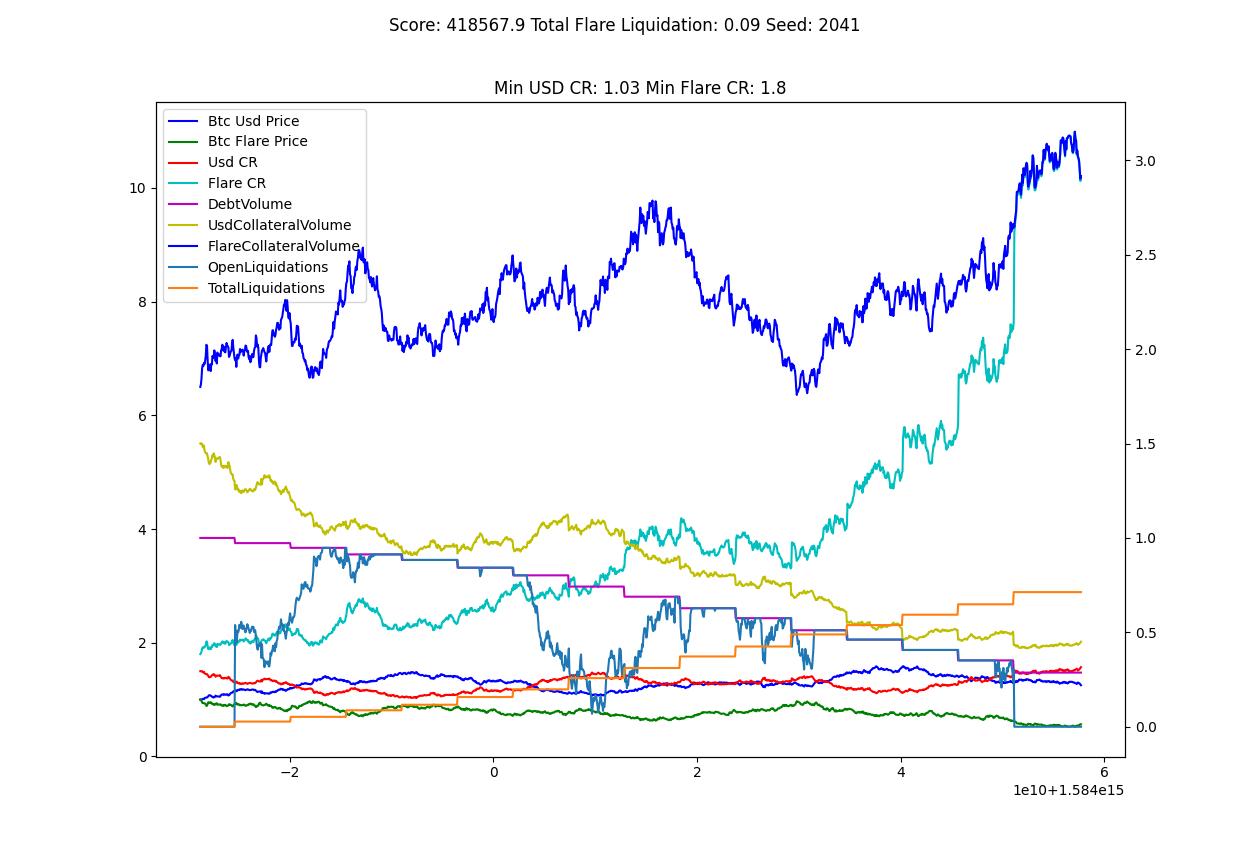 Score: 418567.9 Total Flare Liquidation: 0.09 Seed: 2041
Min USD CR: 1.03 Min Flare CR: 1.8
Btc Usd Price
Btc Flare Price
Usd CR
Flare CR
DebtVolume
UsdCollateralVolume
FlareCollateralVolume
OpenLiquidations
TotalLiquidations
10
8
6
4
2
0
3.0
2.5
2.0
1.5
1.0
0.5
0.0
−2 0 2 4 6
1e10+1.584e15